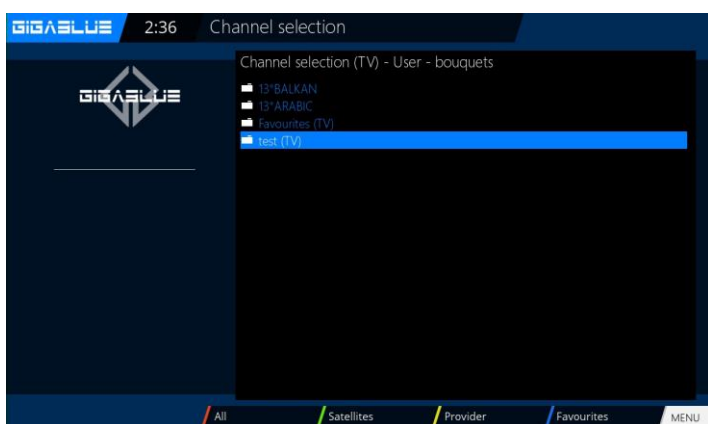 GIGABLUE 2:36 Channel selection
GIGABLUE
Channel selection (TV) - User - bouquets
13°BALKAN
13°ARABIC
Favourites (TV)
test (TV)
All Satellites Provider Favourites MENU